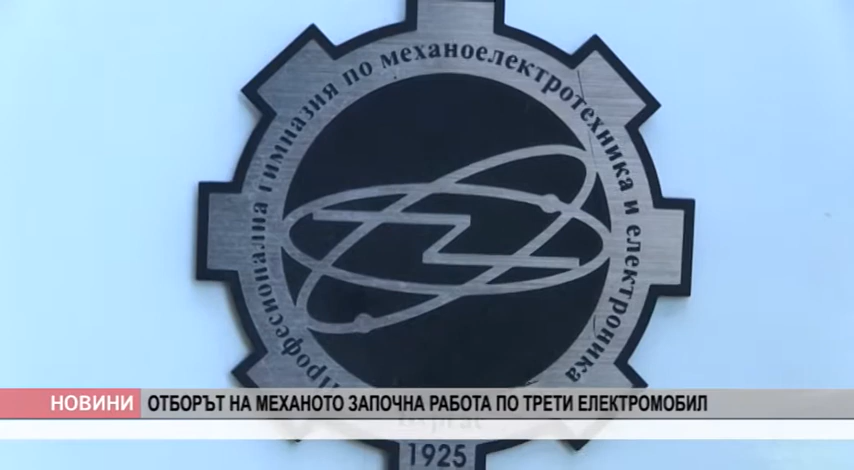 Професионална гимназия по механоелектротехника и електроника
НОВИНИ ОТБОРЪТ НА МЕХАНОТО ЗАПОЧНА РАБОТА ПО ТРЕТИ ЕЛЕКТРОМОБИЛ
1925